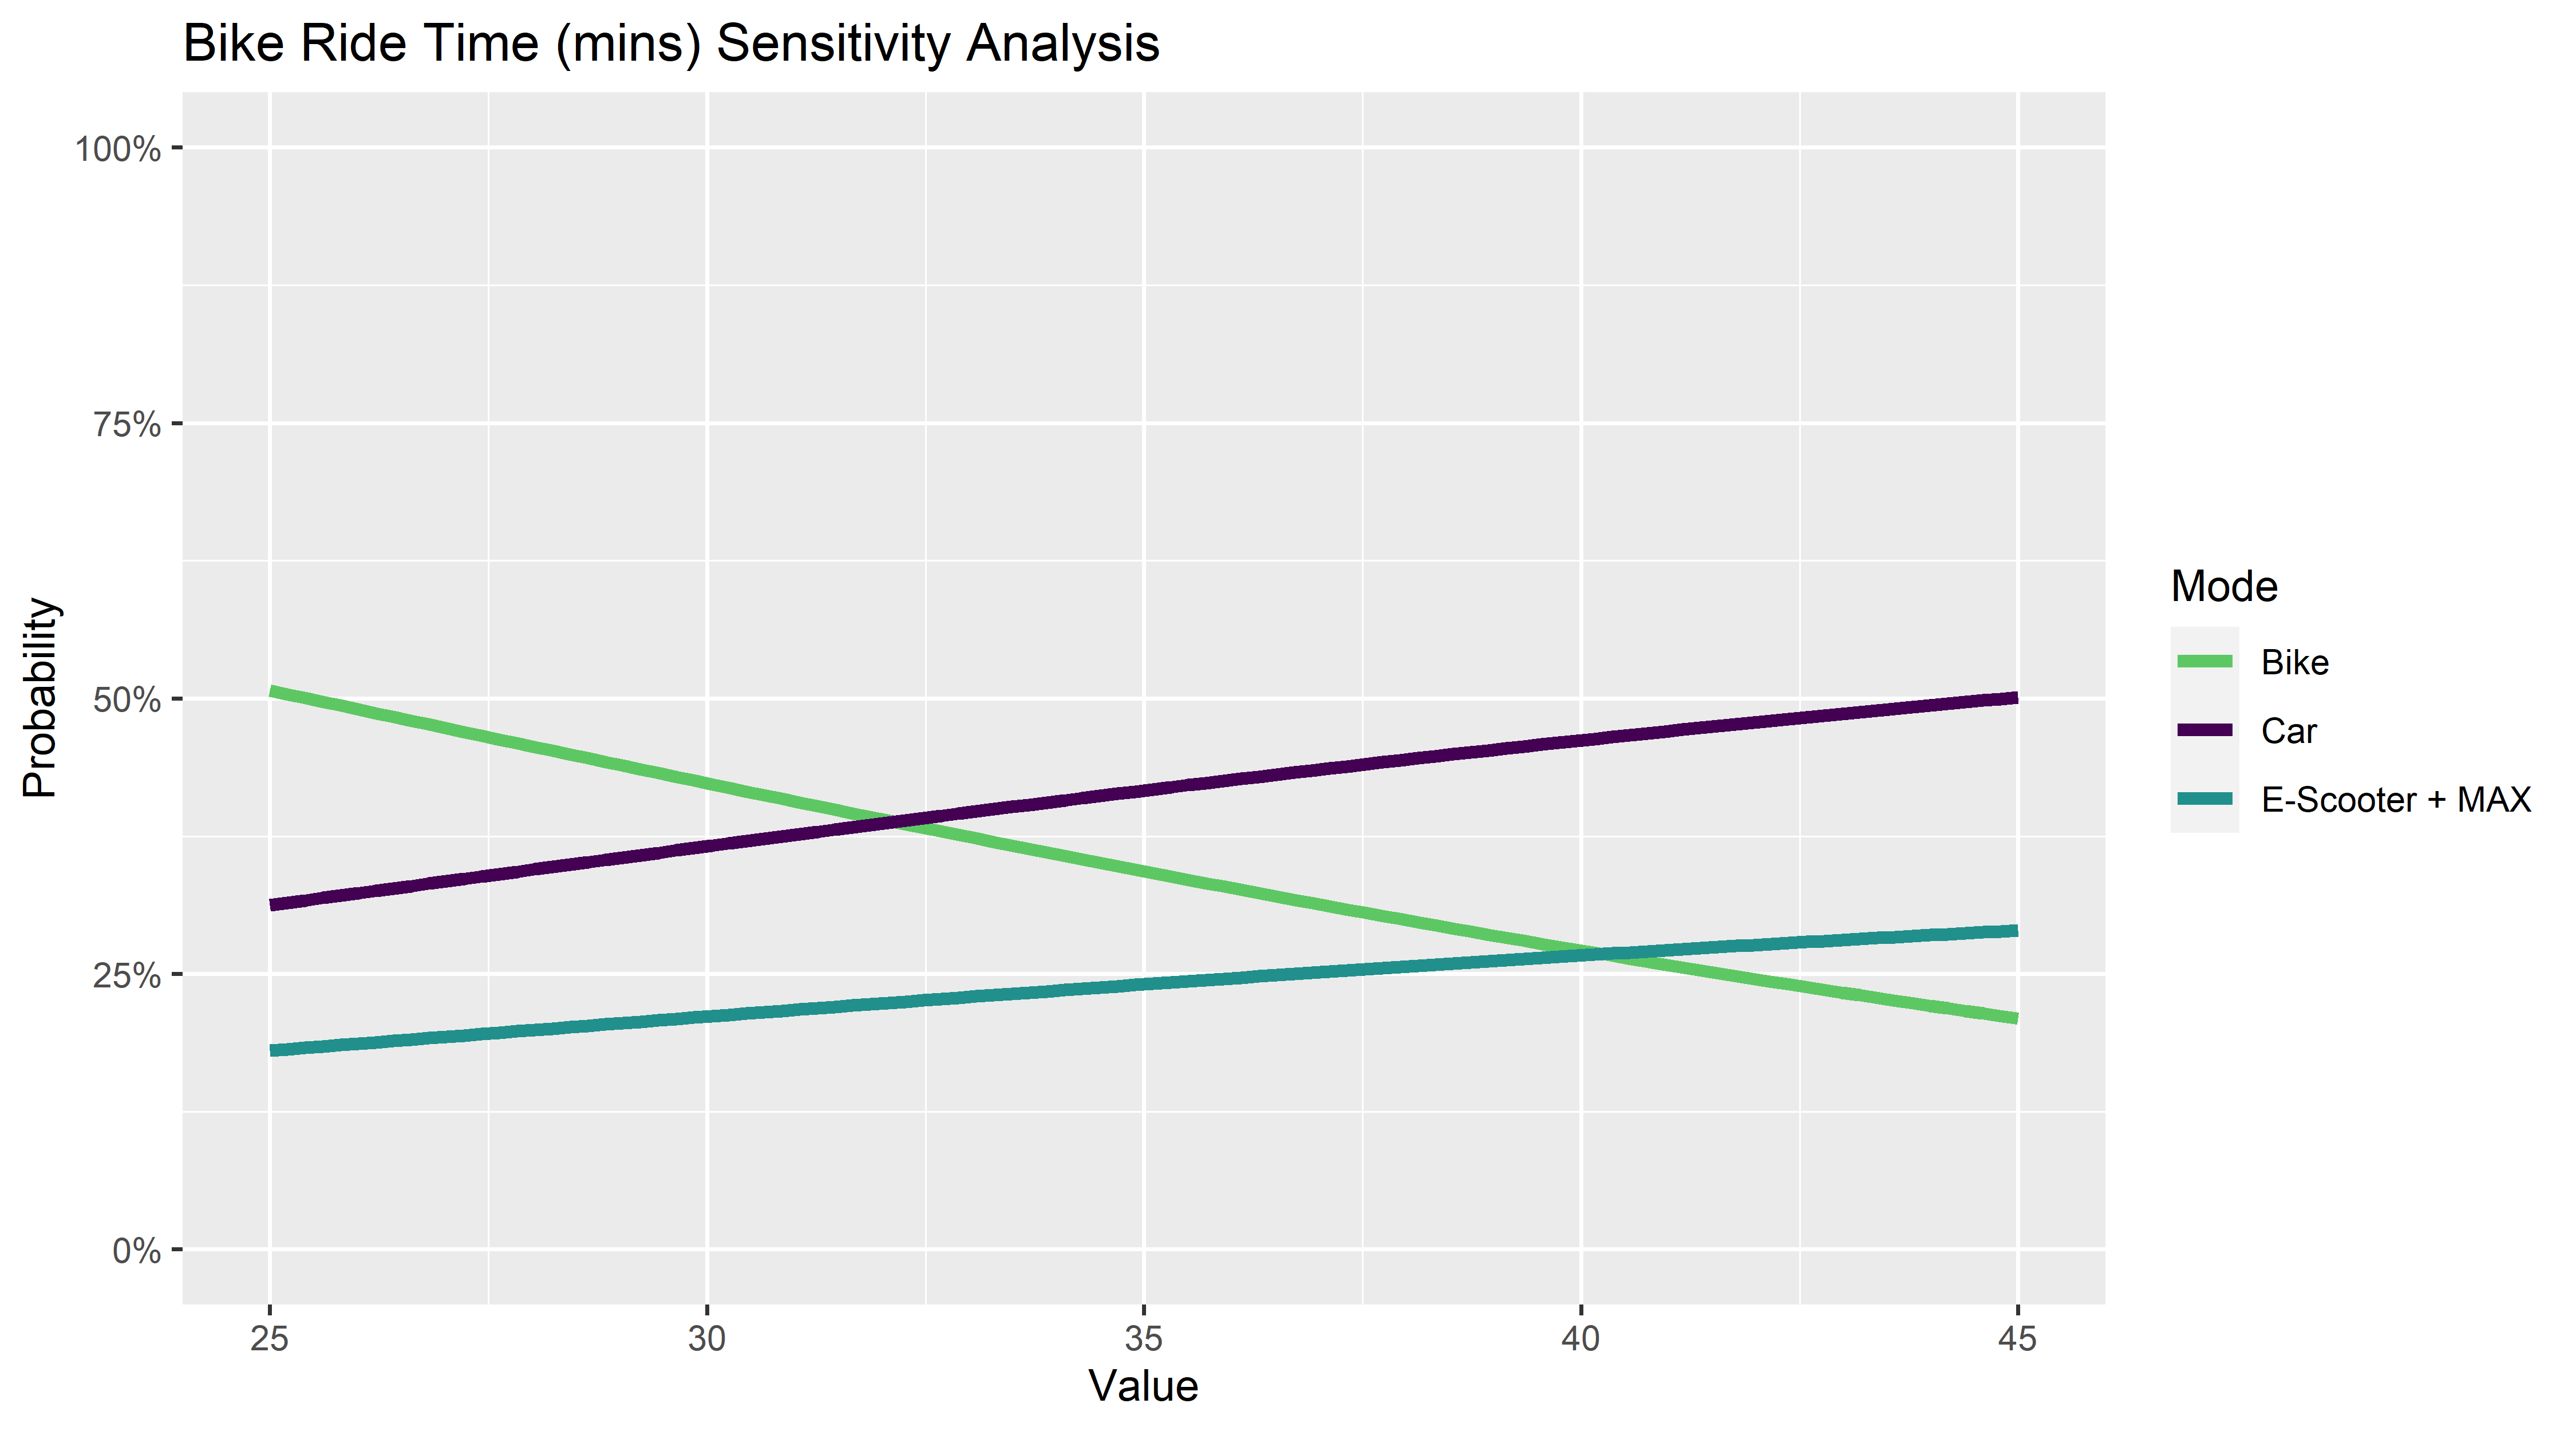 Bike Ride Time (mins) Sensitivity Analysis
100%
75%
50%
25%
0%
Probability
25 30 35 40 45
Value
Mode
Bike
Car
E-Scooter + MAX